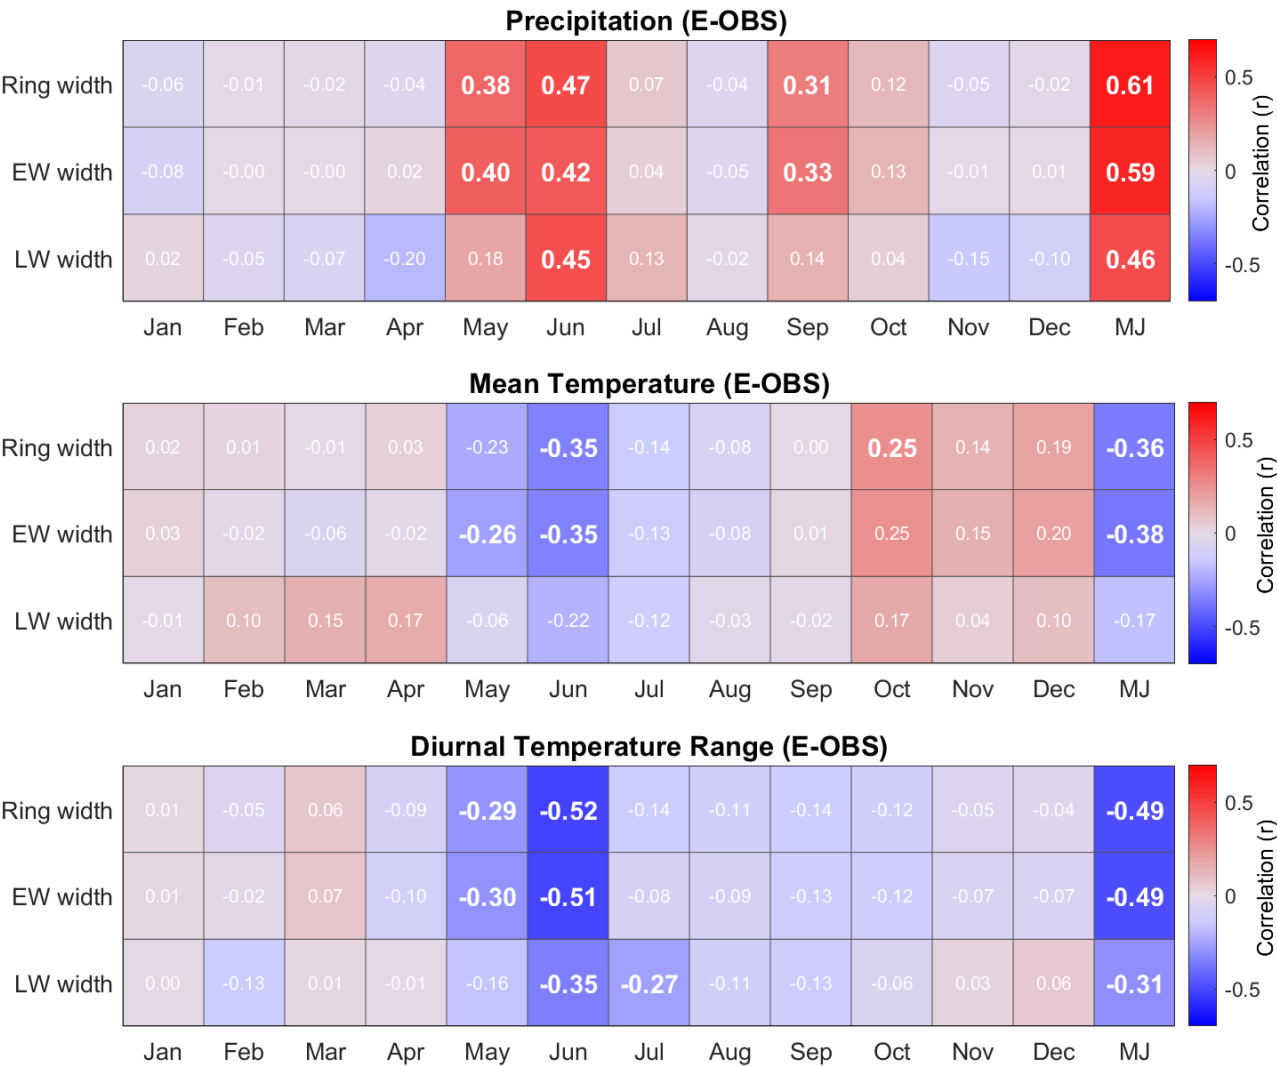 Precipitation (E-OBS)
Ring width -0.06 -0.01 -0.02 -0.04 0.38 0.47 0.07 -0.04 0.31 0.12 -0.05 -0.02 0.61
EW width -0.08 -0.00 -0.00 0.02 0.40 0.42 0.04 -0.05 0.33 0.13 -0.01 0.01 0.59
LW width 0.02 -0.05 -0.07 -0.20 0.18 0.45 0.13 -0.02 0.14 0.04 -0.15 -0.10 0.46
Jan Feb Mar Apr May Jun Jul Aug Sep Oct Nov Dec MJ
0.5
0
-0.5
Correlation (r)
Mean Temperature (E-OBS)
Ring width 0.02 0.01 -0.01 0.03 -0.23 -0.35 -0.14 -0.08 0.00 0.25 0.14 0.19 -0.36
EW width 0.03 -0.02 -0.06 -0.02 -0.26 -0.35 -0.13 -0.08 0.01 0.25 0.15 0.20 -0.38
LW width -0.01 0.10 0.15 0.17 -0.06 -0.22 -0.12 -0.03 -0.02 0.17 0.04 0.10 -0.17
Jan Feb Mar Apr May Jun Jul Aug Sep Oct Nov Dec MJ
0.5
0
-0.5
Correlation (r)
Diurnal Temperature Range (E-OBS)
Ring width 0.01 -0.05 0.06 -0.09 -0.29 -0.52 -0.14 -0.11 -0.14 -0.12 -0.05 -0.04 -0.49
EW width 0.01 -0.02 0.07 -0.10 -0.30 -0.51 -0.08 -0.09 -0.13 -0.12 -0.07 -0.07 -0.49
LW width 0.00 -0.13 0.01 -0.01 -0.16 -0.35 -0.27 -0.11 -0.13 -0.06 0.03 0.06 -0.31
Jan Feb Mar Apr May Jun Jul Aug Sep Oct Nov Dec MJ
0.5
0
-0.5
Correlation (r)